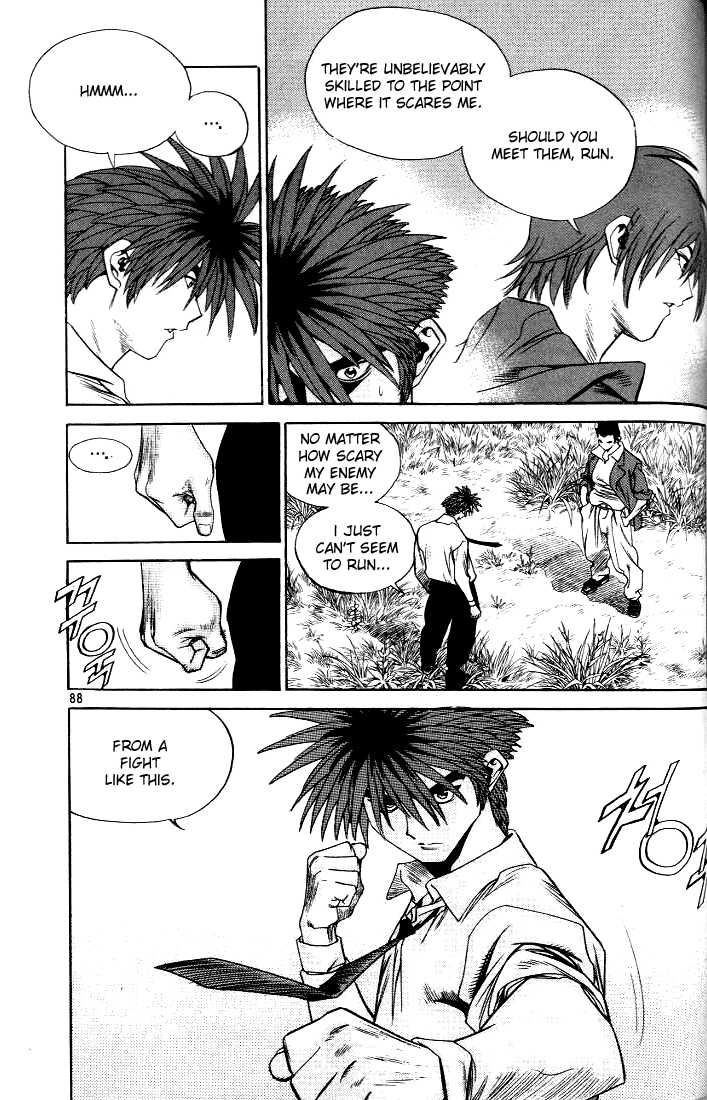 HMMM...
....
THEY'RE UNBELIEVABLY
SKILLED TO THE POINT
WHERE IT SCARES ME.
SHOULD YOU
MEET THEM, RUN.
....
NO MATTER
HOW SCARY
MY ENEMY
MAY BE...
I JUST
CAN'T SEEM
TO RUN...
88
FROM A
FIGHT
LIKE THIS.